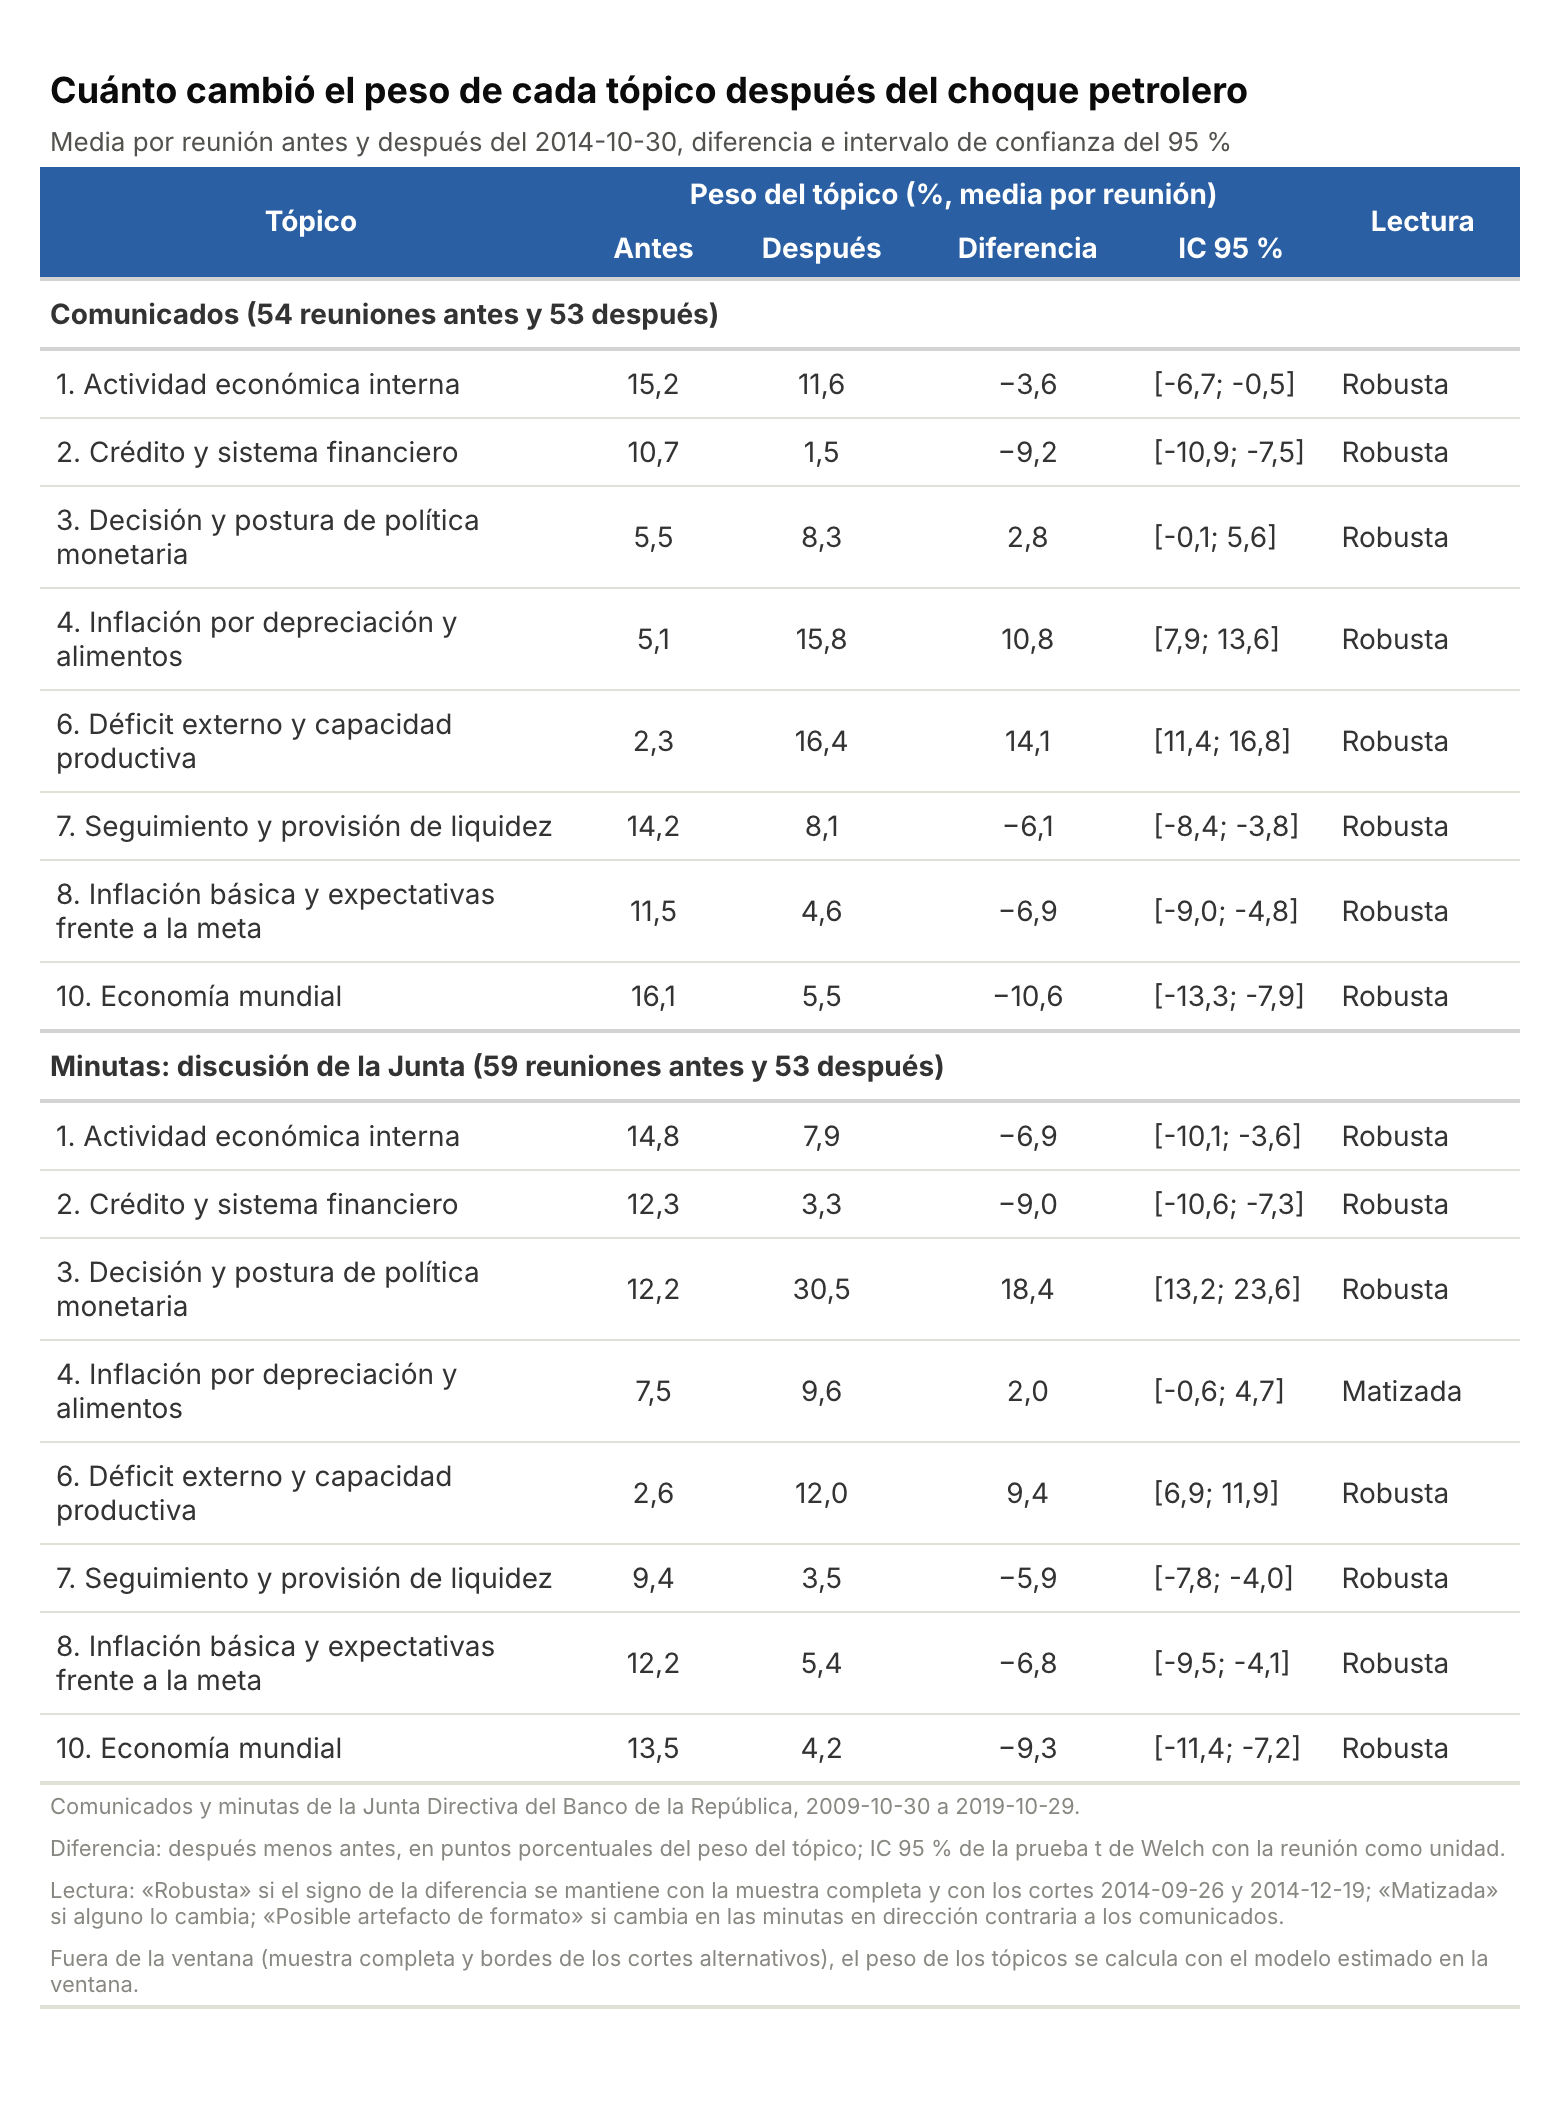 Cuánto cambió el peso de cada tópico después del choque petrolero
Media por reunión antes y después del 2014-10-30, diferencia e intervalo de confianza del 95 %
Tópico
Peso del tópico (%, media por reunión)
Lectura
Antes Después Diferencia IC 95 %
Comunicados (54 reuniones antes y 53 después)
1. Actividad económica interna 15,2 11,6 −3,6 [-6,7; -0,5] Robusta
2. Crédito y sistema financiero 10,7 1,5 −9,2 [-10,9; -7,5] Robusta
3. Decisión y postura de política
monetaria 5,5 8,3 2,8 [-0,1; 5,6] Robusta
4. Inflación por depreciación y
alimentos 5,1 15,8 10,8 [7,9; 13,6] Robusta
6. Déficit externo y capacidad
productiva 2,3 16,4 14,1 [11,4; 16,8] Robusta
7. Seguimiento y provisión de liquidez 14,2 8,1 −6,1 [-8,4; -3,8] Robusta
8. Inflación básica y expectativas
frente a la meta 11,5 4,6 −6,9 [-9,0; -4,8] Robusta
10. Economía mundial 16,1 5,5 −10,6 [-13,3; -7,9] Robusta
Minutas: discusión de la Junta (59 reuniones antes y 53 después)
1. Actividad económica interna 14,8 7,9 −6,9 [-10,1; -3,6] Robusta
2. Crédito y sistema financiero 12,3 3,3 −9,0 [-10,6; -7,3] Robusta
3. Decisión y postura de política
monetaria 12,2 30,5 18,4 [13,2; 23,6] Robusta
4. Inflación por depreciación y
alimentos 7,5 9,6 2,0 [-0,6; 4,7] Matizada
6. Déficit externo y capacidad
productiva 2,6 12,0 9,4 [6,9; 11,9] Robusta
7. Seguimiento y provisión de liquidez 9,4 3,5 −5,9 [-7,8; -4,0] Robusta
8. Inflación básica y expectativas
frente a la meta 12,2 5,4 −6,8 [-9,5; -4,1] Robusta
10. Economía mundial 13,5 4,2 −9,3 [-11,4; -7,2] Robusta
Comunicados y minutas de la Junta Directiva del Banco de la República, 2009-10-30 a 2019-10-29.
Diferencia: después menos antes, en puntos porcentuales del peso del tópico; IC 95 % de la prueba t de Welch con la reunión como unidad.
Lectura: «Robusta» si el signo de la diferencia se mantiene con la muestra completa y con los cortes 2014-09-26 y 2014-12-19; «Matizada»
si alguno lo cambia; «Posible artefacto de formato» si cambia en las minutas en dirección contraria a los comunicados.
Fuera de la ventana (muestra completa y bordes de los cortes alternativos), el peso de los tópicos se calcula con el modelo estimado en la
ventana.